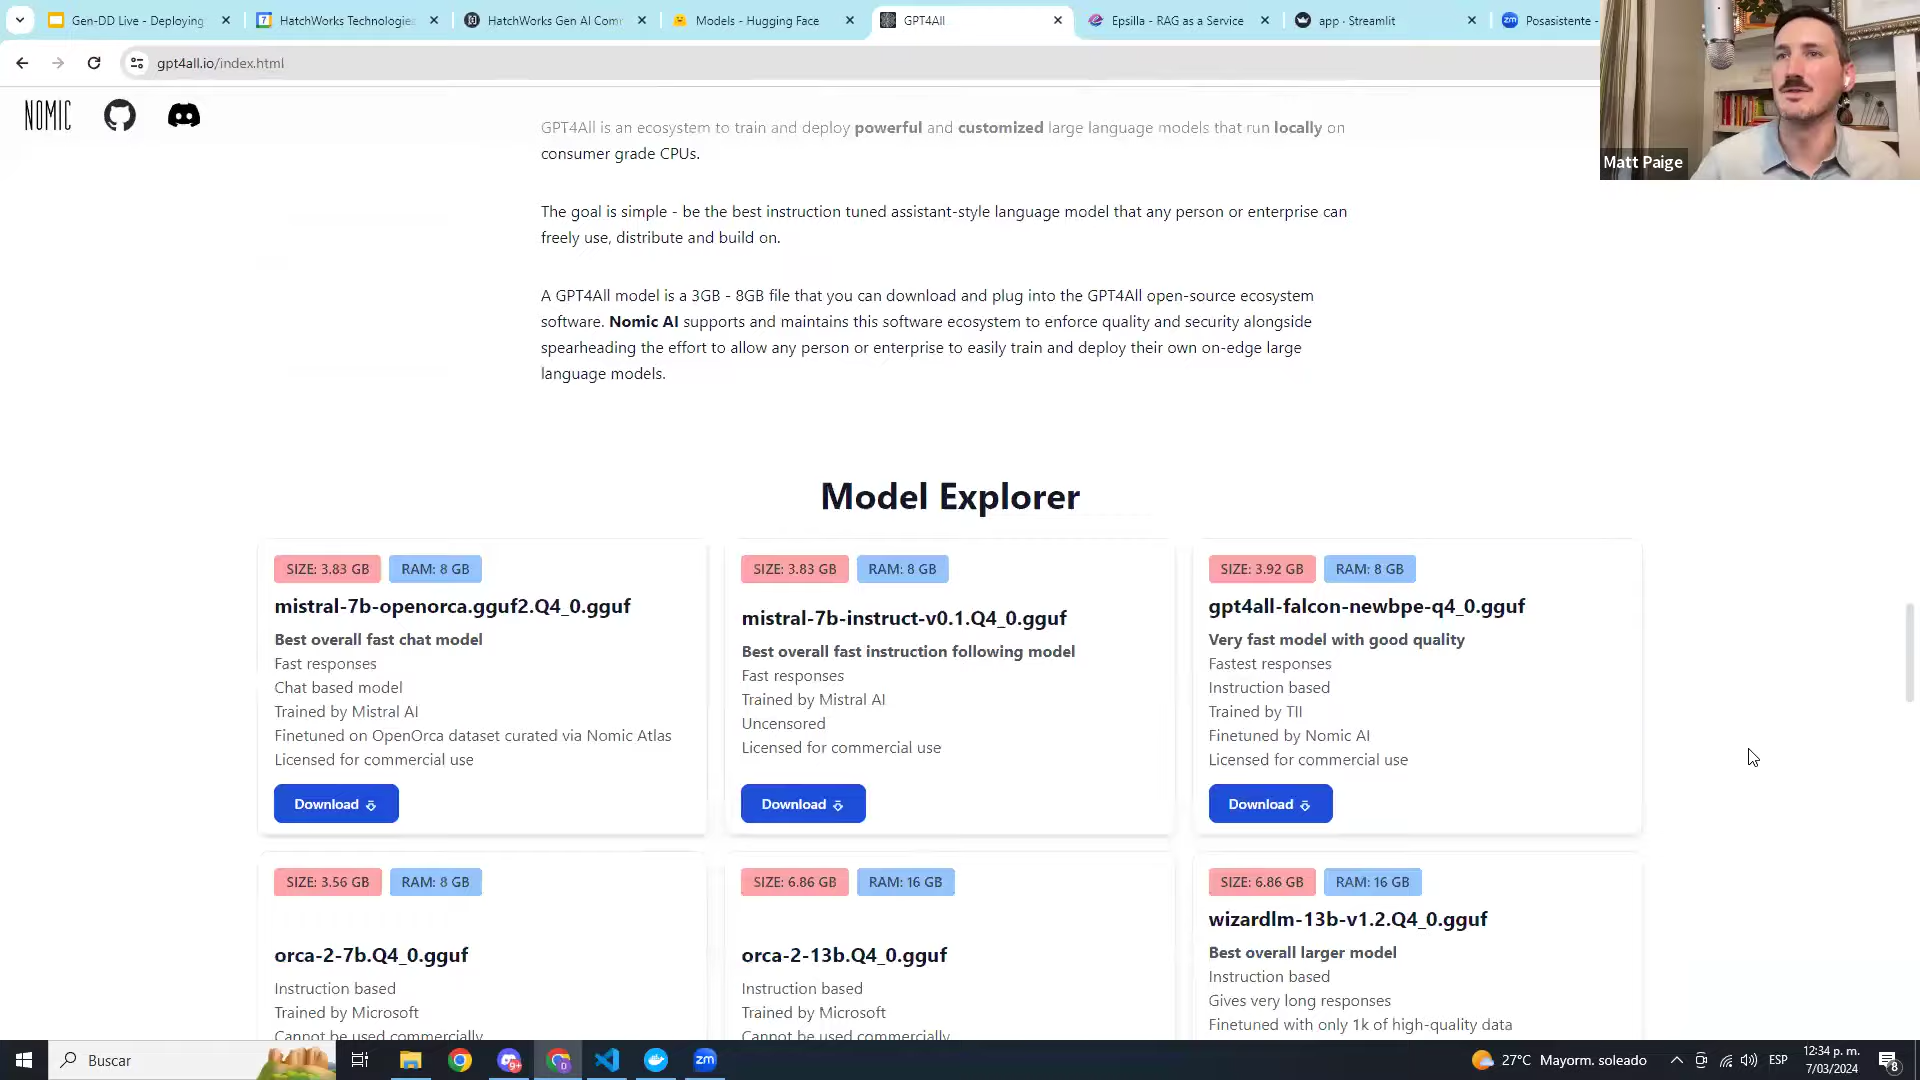 Gen-DD Live - Deploying
HatchWorks Technologies
HatchWorks Gen AI Com
Models - Hugging Face
GPT4All
Epsilla - RAG as a Service
app · Streamlit
Posasistente -
gpt4all.io/index.html
NOMIC
Matt Paige
GPT4All is an ecosystem to train and deploy powerful and customized large language models that run locally on
consumer grade CPUs.
The goal is simple - be the best instruction tuned assistant-style language model that any person or enterprise can
freely use, distribute and build on.
A GPT4All model is a 3GB - 8GB file that you can download and plug into the GPT4All open-source ecosystem
software. Nomic AI supports and maintains this software ecosystem to enforce quality and security alongside
spearheading the effort to allow any person or enterprise to easily train and deploy their own on-edge large
language models.
Model Explorer
SIZE: 3.83 GB RAM: 8 GB
mistral-7b-openorca.gguf2.Q4_0.gguf
Best overall fast chat model
Fast responses
Chat based model
Trained by Mistral AI
Finetuned on OpenOrca dataset curated via Nomic Atlas
Licensed for commercial use
Download
SIZE: 3.83 GB RAM: 8 GB
mistral-7b-instruct-v0.1.Q4_0.gguf
Best overall fast instruction following model
Fast responses
Trained by Mistral AI
Uncensored
Licensed for commercial use
Download
SIZE: 3.92 GB RAM: 8 GB
gpt4all-falcon-newbpe-q4_0.gguf
Very fast model with good quality
Fastest responses
Instruction based
Trained by TII
Finetuned by Nomic AI
Licensed for commercial use
Download
SIZE: 3.56 GB RAM: 8 GB
orca-2-7b.Q4_0.gguf
Instruction based
Trained by Microsoft
Cannot be used commercially
SIZE: 6.86 GB RAM: 16 GB
orca-2-13b.Q4_0.gguf
Instruction based
Trained by Microsoft
Cannot be used commercially
SIZE: 6.86 GB RAM: 16 GB
wizardlm-13b-v1.2.Q4_0.gguf
Best overall larger model
Instruction based
Gives very long responses
Finetuned with only 1k of high-quality data
Buscar
27°C Mayorm. soleado
ESP
12:34 p. m.
7/03/2024
8